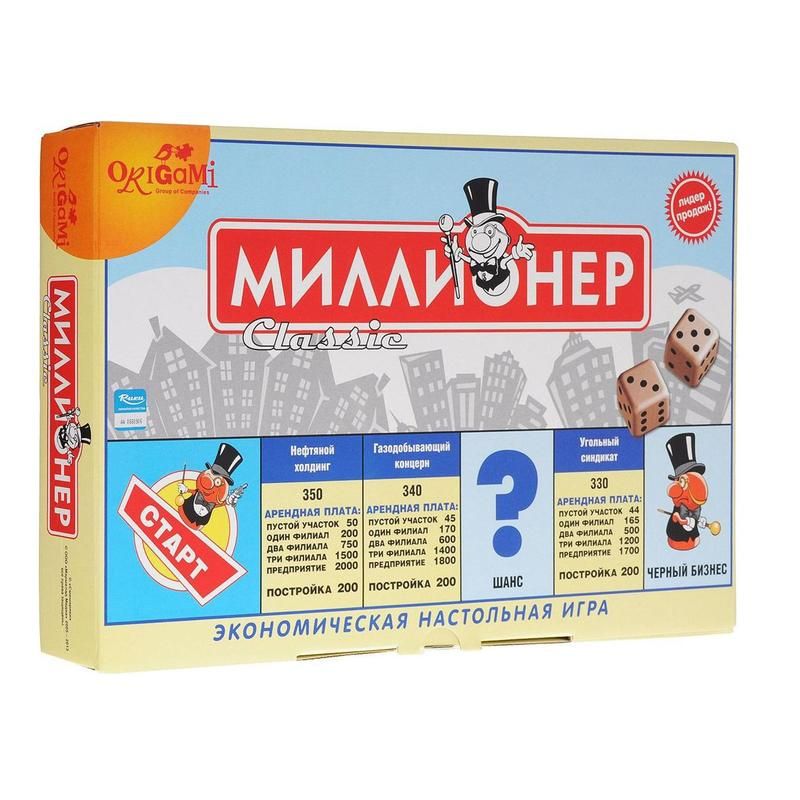 ORIGAMi
Group of Companies
лидер
продаж!
МИЛЛИОНЕР
Classic
СТАРТ
Нефтяной
холдинг
350
АРЕНДНАЯ ПЛАТА:
ПУСТОЙ УЧАСТОК 50
ОДИН ФИЛИАЛ 200
ДВА ФИЛИАЛА 750
ТРИ ФИЛИАЛА 1500
ПРЕДПРИЯТИЕ 2000
ПОСТРОЙКА 200
Газодобывающий
концерн
340
АРЕНДНАЯ ПЛАТА:
ПУСТОЙ УЧАСТОК 45
ОДИН ФИЛИАЛ 170
ДВА ФИЛИАЛА 600
ТРИ ФИЛИАЛА 1400
ПРЕДПРИЯТИЕ 1800
ПОСТРОЙКА 200
?
ШАНС
Угольный
синдикат
330
АРЕНДНАЯ ПЛАТА:
ПУСТОЙ УЧАСТОК 44
ОДИН ФИЛИАЛ 165
ДВА ФИЛИАЛА 500
ТРИ ФИЛИАЛА 1200
ПРЕДПРИЯТИЕ 1700
ПОСТРОЙКА 200
ЧЕРНЫЙ БИЗНЕС
ЭКОНОМИЧЕСКАЯ НАСТОЛЬНАЯ ИГРА
ORIGAMi
МИЛЛИОНЕР
Classic
Ruku